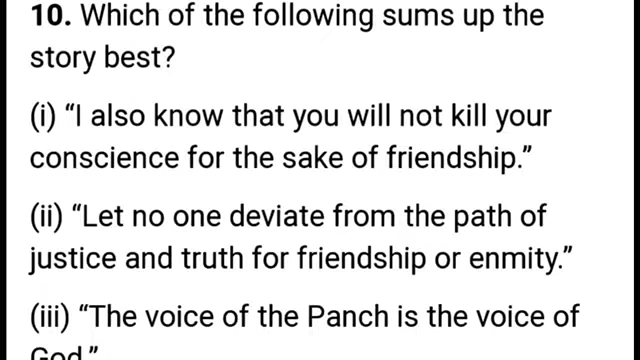 10. Which of the following sums up the
story best?
(i) “I also know that you will not kill your
conscience for the sake of friendship.”
(ii) “Let no one deviate from the path of
justice and truth for friendship or enmity.”
(iii) “The voice of the Panch is the voice of
God.”